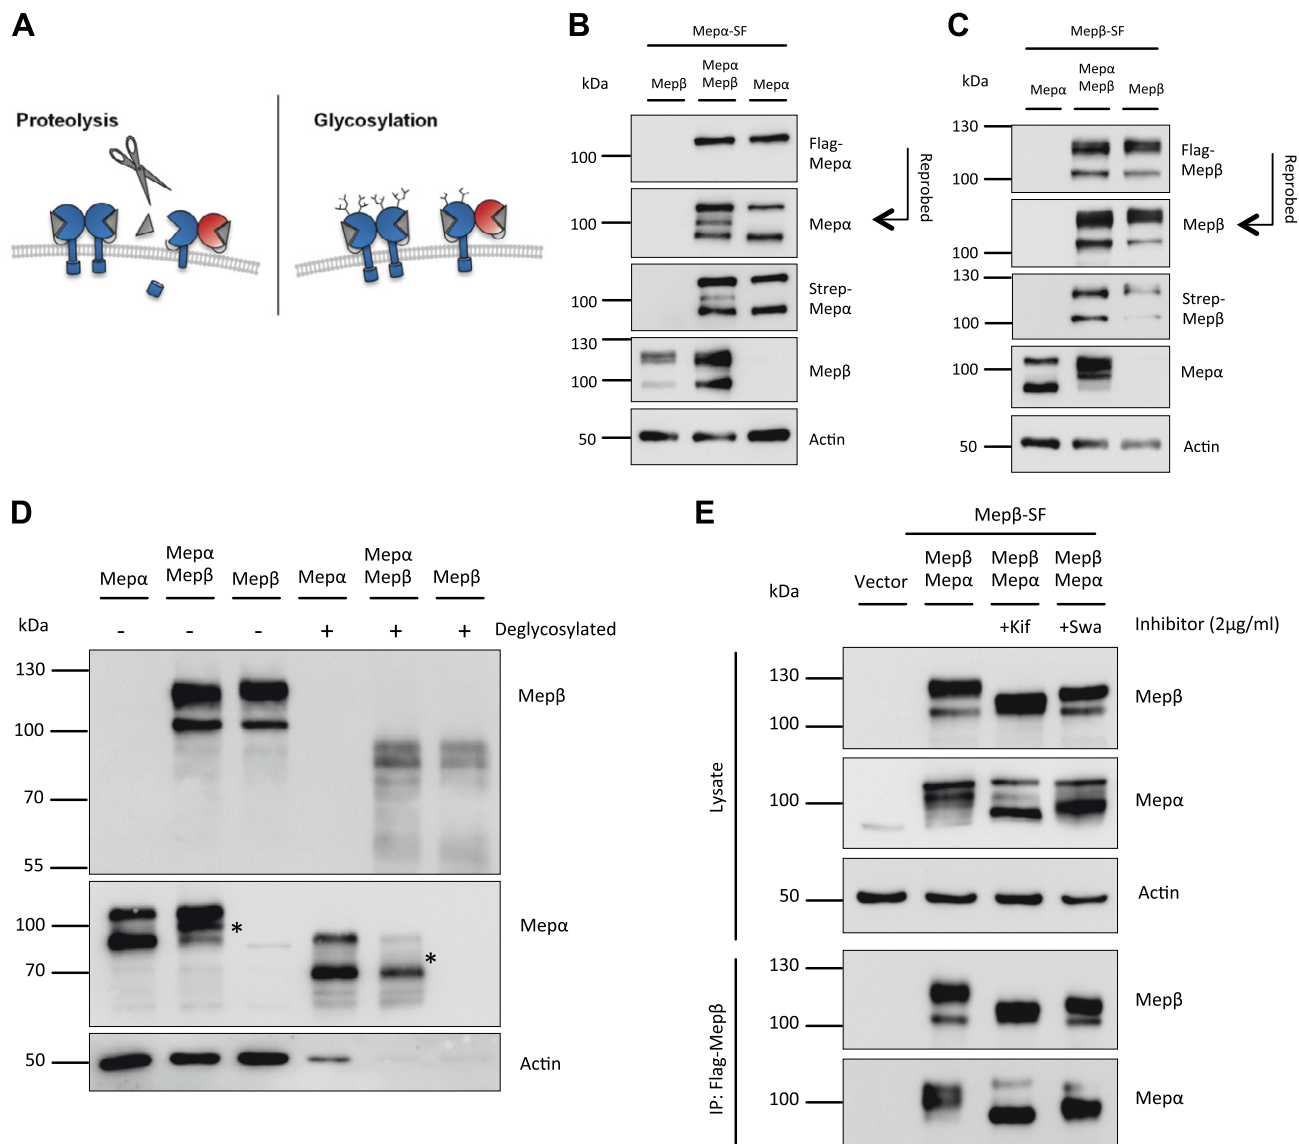 A
Proteolysis
Glycosylation
B
Mepα-SF
kDa
Mepβ
Mepα
Mepβ
Mepα
100
Flag-
Mepα
100
Mepα
Reprobed
100
Strep-
Mepα
130
100
Mepβ
50
Actin
C
Mepβ-SF
kDa
Mepα
Mepα
Mepβ
Mepβ
130
100
Flag-
Mepβ
100
Mepβ
Reprobed
130
100
Strep-
Mepβ
100
Mepα
50
Actin
D
Mepα
Mepα
Mepβ
Mepβ
Mepα
Mepα
Mepβ
Mepβ
kDa
- - - + + + Deglycosylated
130
100
70
55
Mepβ
100
70
*
*
Mepα
50
Actin
E
Mepβ-SF
kDa
Vector
Mepβ
Mepα
Mepβ
Mepα
Mepβ
Mepα
+Kif +Swa Inhibitor (2µg/ml)
Lysate
130
100
Mepβ
100
Mepα
50
Actin
IP: Flag-Mepβ
130
100
Mepβ
100
Mepα